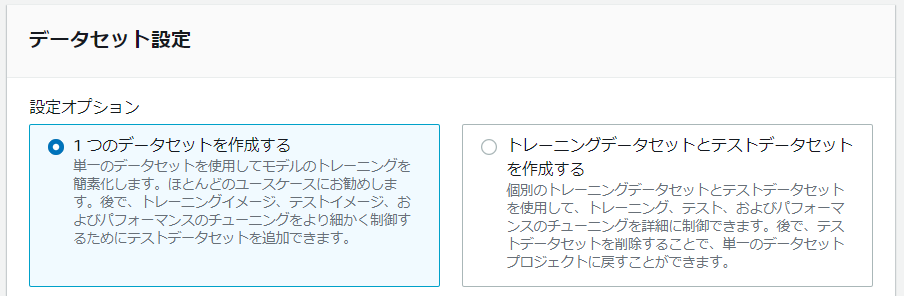 データセット設定
設定オプション
1 つのデータセットを作成する
単一のデータセットを使用してモデルのトレーニングを
簡素化します。ほとんどのユースケースにお勧めしま
す。後で、トレーニングイメージ、テストイメージ、お
よびパフォーマンスのチューニングをより細かく制御す
るためにテストデータセットを追加できます。
トレーニングデータセットとテストデータセット
を作成する
個別のトレーニングデータセットとテストデータセット
を使用して、トレーニング、テスト、およびパフォーマ
ンスのチューニングを詳細に制御できます。後で、テス
トデータセットを削除することで、単一のデータセット
プロジェクトに戻すことができます。